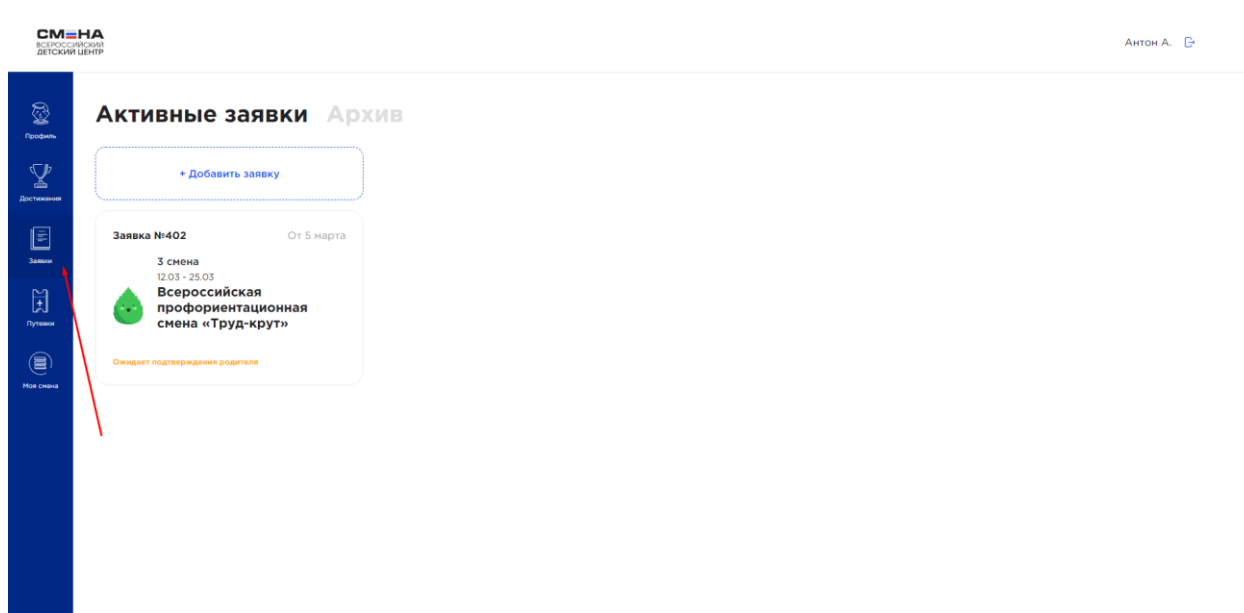 СМЕНА
ВСЕРОССИЙСКИЙ
ДЕТСКИЙ ЦЕНТР
Антон А.
Профиль
Достижения
Заявки
Путевки
Моя смена
Активные заявки Архив
+ Добавить заявку
Заявка №402 От 5 марта
3 смена
12.03 - 25.03
Всероссийская
профориентационная
смена «Труд-крут»
Ожидает подтверждения родителя